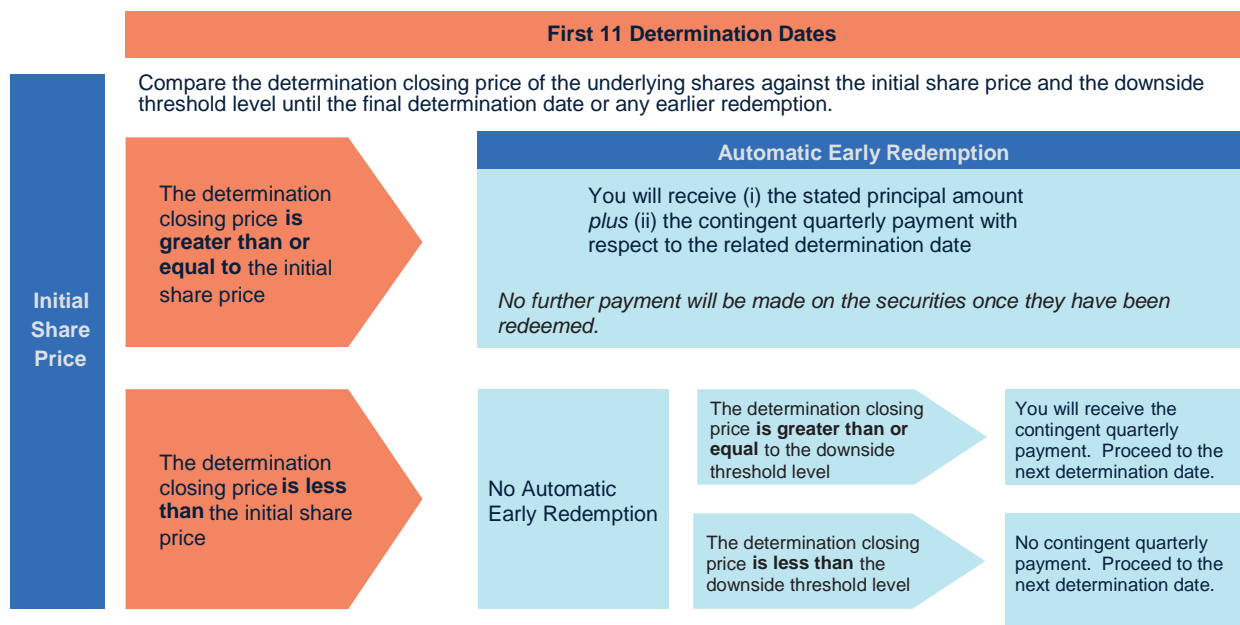 First 11 Determination Dates
Compare the determination closing price of the underlying shares against the initial share price and the downside
threshold level until the final determination date or any earlier redemption.
Initial
Share
Price
The determination
closing price is
greater than or
equal to the initial
share price
Automatic Early Redemption
You will receive (i) the stated principal amount
plus (ii) the contingent quarterly payment with
respect to the related determination date
No further payment will be made on the securities once they have been
redeemed.
The determination
closing price is less
than the initial share
price
No Automatic
Early Redemption
The determination closing
price is greater than or
equal to the downside
threshold level
You will receive the
contingent quarterly
payment. Proceed to the
next determination date.
The determination closing
price is less than the
downside threshold level
No contingent quarterly
payment. Proceed to the
next determination date.